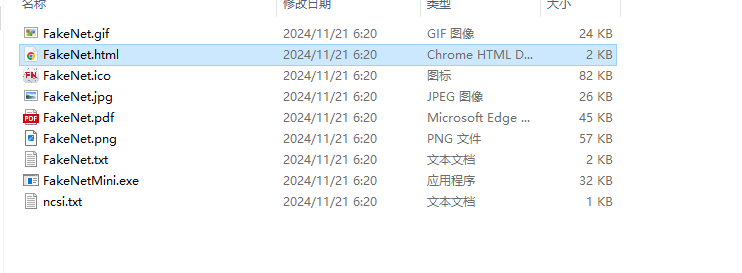 名称 修改日期 类型 大小
FakeNet.gif 2024/11/21 6:20 GIF 图像 24 KB
FakeNet.html 2024/11/21 6:20 Chrome HTML D... 2 KB
FakeNet.ico 2024/11/21 6:20 图标 82 KB
FakeNet.jpg 2024/11/21 6:20 JPEG 图像 26 KB
PDF FakeNet.pdf 2024/11/21 6:20 Microsoft Edge ... 45 KB
FakeNet.png 2024/11/21 6:20 PNG 文件 57 KB
FakeNet.txt 2024/11/21 6:20 文本文档 2 KB
FakeNetMini.exe 2024/11/21 6:20 应用程序 32 KB
ncsi.txt 2024/11/21 6:20 文本文档 1 KB